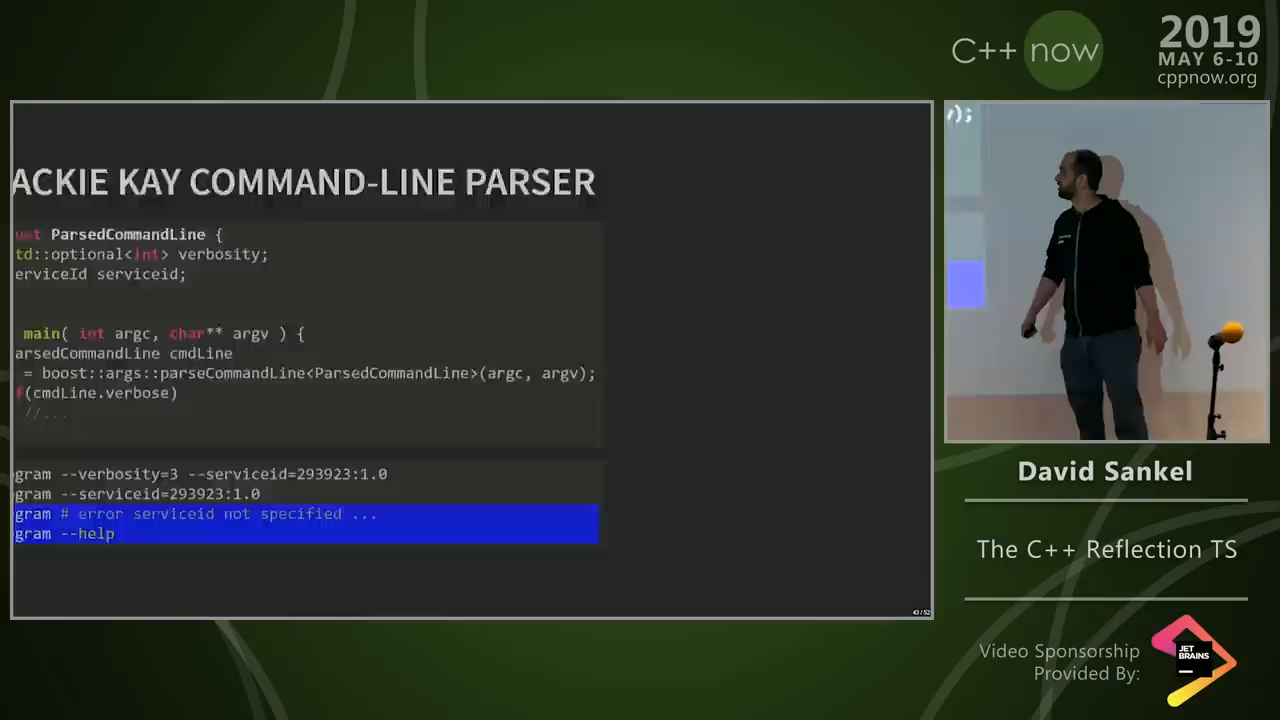 C++ now
2019
MAY 6-10
cppnow.org
ACKIE KAY COMMAND-LINE PARSER
uct ParsedCommandLine {
td::optional<int> verbosity;
erviceId serviceid;
main( int argc, char** argv ) {
arsedCommandLine cmdLine
= boost::args::parseCommandLine<ParsedCommandLine>(argc, argv);
f(cmdLine.verbose)
//...
gram --verbosity=3 --serviceid=293923:1.0
gram --serviceid=293923:1.0
gram # error serviceid not specified ...
gram --help
43 / 52
David Sankel
The C++ Reflection TS
Video Sponsorship
Provided By:
JET
BRAINS